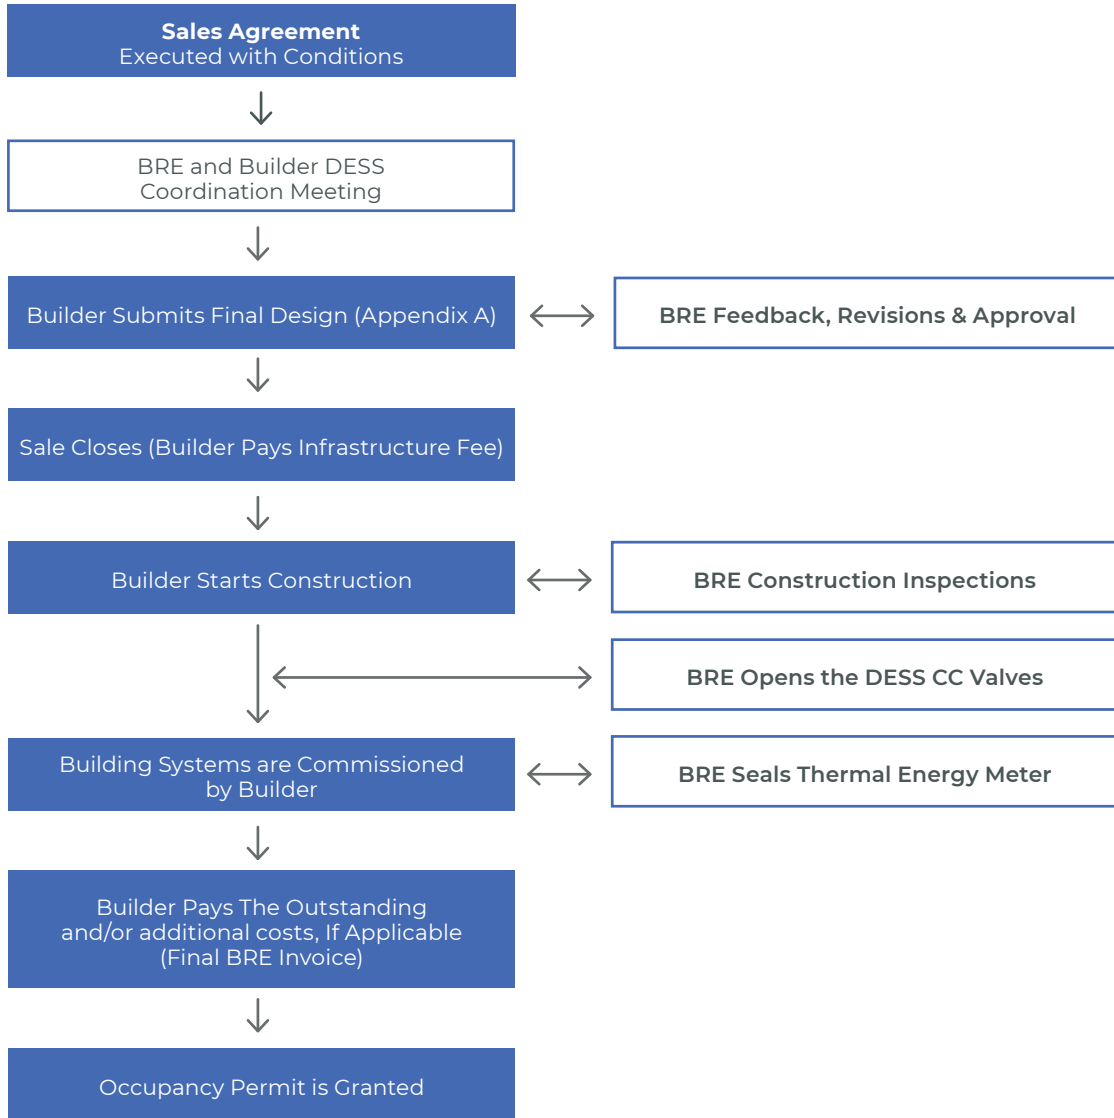 Sales Agreement
Executed with Conditions
BRE and Builder DESS
Coordination Meeting
Builder Submits Final Design (Appendix A)
BRE Feedback, Revisions & Approval
Sale Closes (Builder Pays Infrastructure Fee)
Builder Starts Construction
BRE Construction Inspections
BRE Opens the DESS CC Valves
Building Systems are Commissioned
by Builder
BRE Seals Thermal Energy Meter
Builder Pays The Outstanding
and/or additional costs, If Applicable
(Final BRE Invoice)
Occupancy Permit is Granted